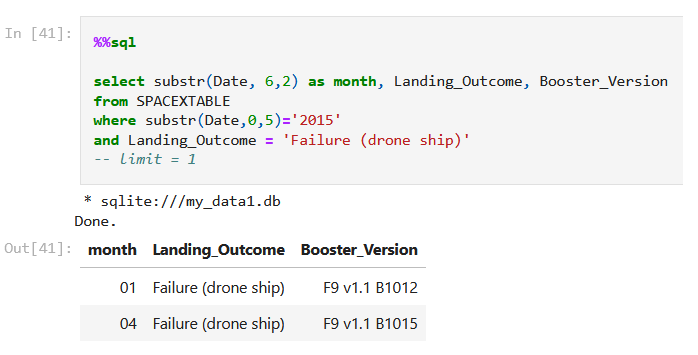 In [41]:
%%sql
select substr(Date, 6,2) as month, Landing_Outcome, Booster_Version
from SPACEXTABLE
where substr(Date,0,5)='2015'
and Landing_Outcome = 'Failure (drone ship)'
-- limit = 1
* sqlite:///my_data1.db
Done.
Out[41]:
month Landing_Outcome Booster_Version
01 Failure (drone ship) F9 v1.1 B1012
04 Failure (drone ship) F9 v1.1 B1015